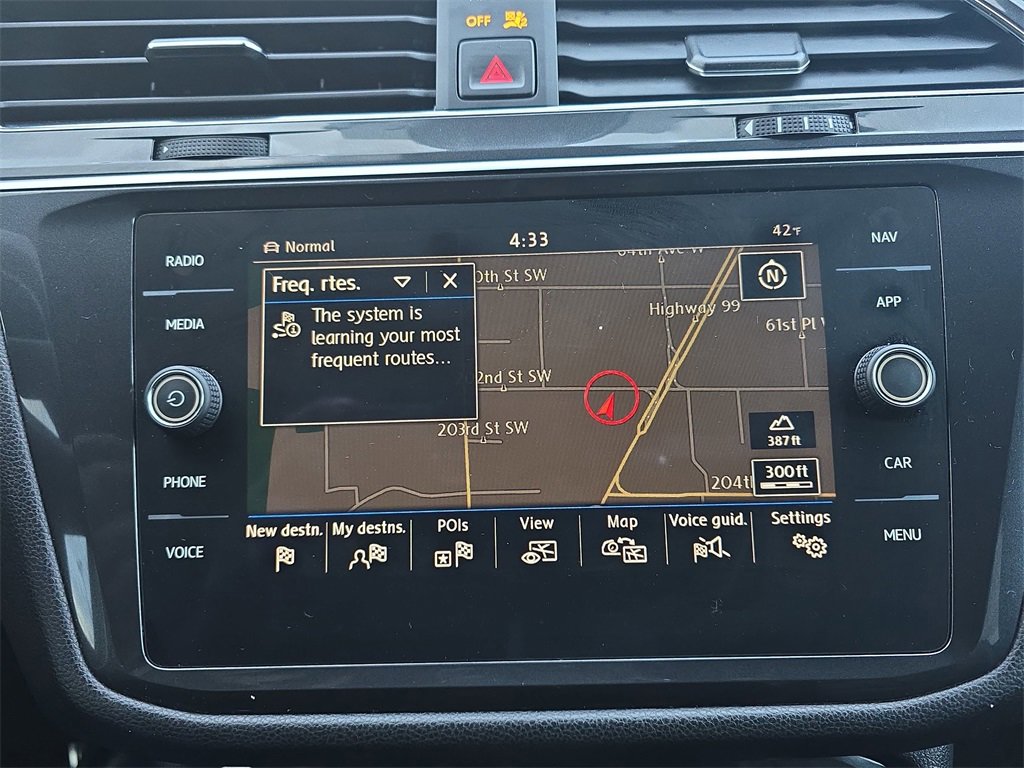 OFF
Normal
4:33
42°F
RADIO
MEDIA
PHONE
VOICE
NAV
APP
CAR
MENU
Freq. rtes.
The system is
learning your most
frequent routes...
0th St SW
64th Ave W
Highway 99
N
61st Pl
2nd St SW
203rd St SW
387 ft
300 ft
204t
New destn.
My destns.
POIs
View
Map
Voice guid.
Settings